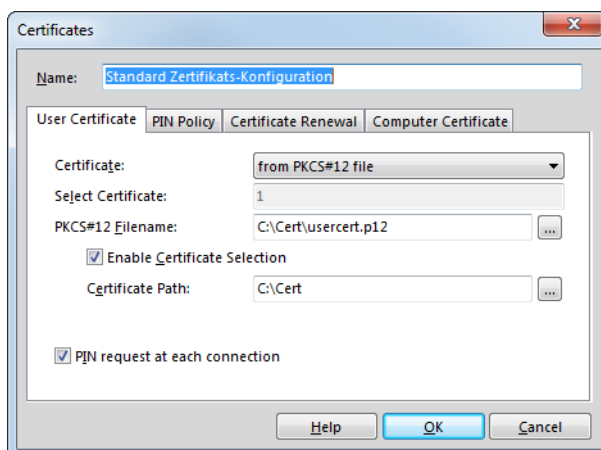 Certificates
Name: Standard Zertifikats-Konfiguration
User Certificate PIN Policy Certificate Renewal Computer Certificate
Certificate: from PKCS#12 file
Select Certificate: 1
PKCS#12 Filename: C:\Cert\usercert.p12 ...
Enable Certificate Selection
Certificate Path: C:\Cert ...
PIN request at each connection
Help OK Cancel